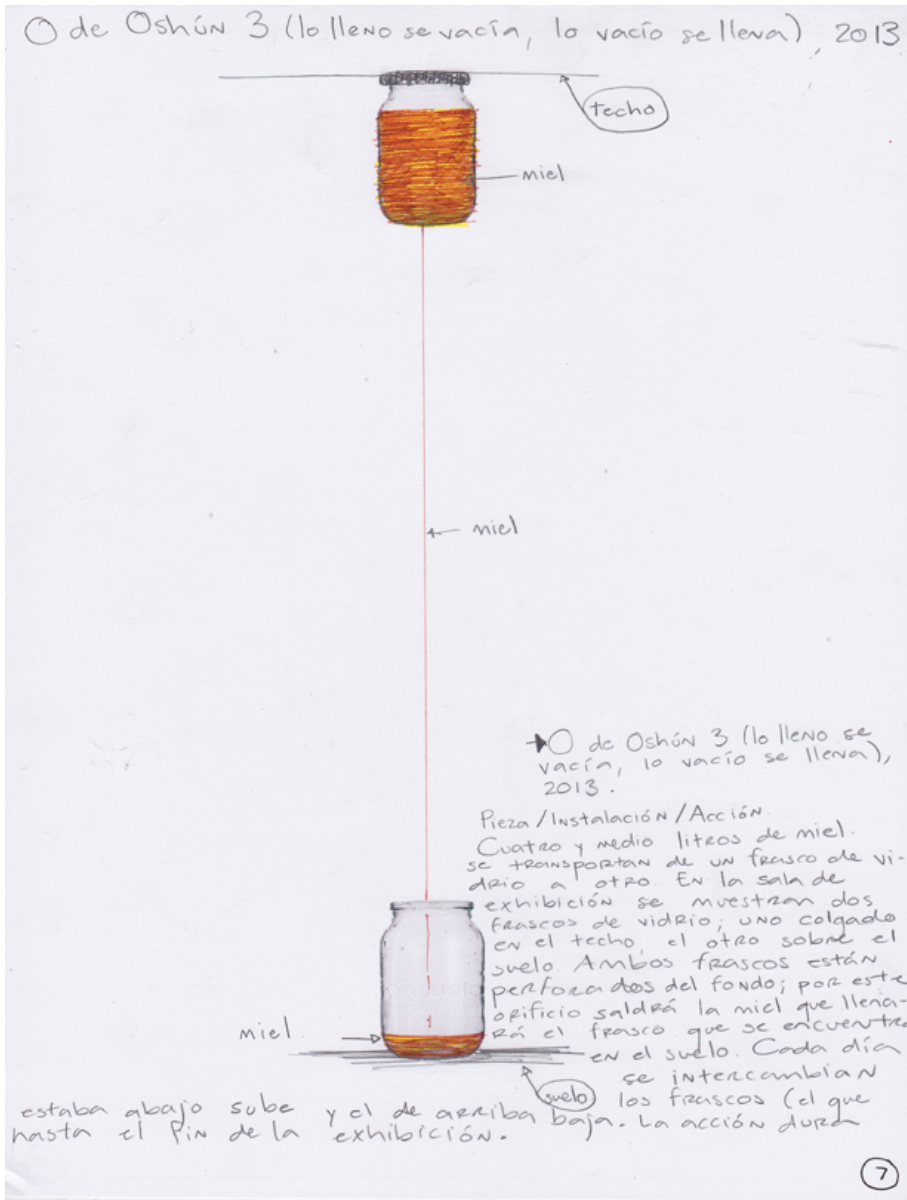 O de Oshún 3 (lo lleno se vacía, lo vacío se llena), 2013
techo
miel
miel
O de Oshún 3 (lo lleno se
vacía, lo vacío se llena),
2013.
Pieza/Instalación/Acción.
Cuatro y medio litros de miel.
se transportan de un frasco de vi-
drio a otro. En la sala de
exhibición se muestran dos
frascos de vidrio; uno colgado
en el techo, el otro sobre el
suelo. Ambos frascos están
perforados del fondo; por este
orificio saldrá la miel que llena-
rá el frasco que se encuentra
en el suelo. Cada día
se intercambian
los frascos (el que
estaba abajo sube y el de arriba baja. La acción dura
hasta el fin de la exhibición.
miel
suelo
7